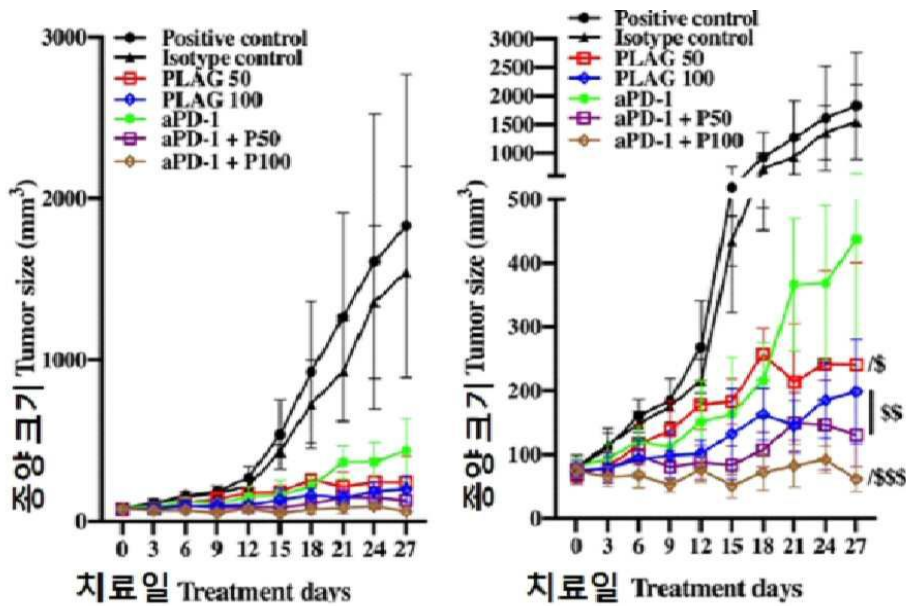 3000
2000
1000
0
Positive control
Isotype control
PLAG 50
PLAG 100
aPD-1
aPD-1 + P50
aPD-1 + P100
종양크기 Tumor size (mm³)
0 3 6 9 12 15 18 21 24 27
치료일 Treatment days
Positive control
Isotype control
PLAG 50
PLAG 100
aPD-1
aPD-1 + P50
aPD-1 + P100
3000
2500
2000
1500
1000
500
400
300
200
100
0
종양크기 Tumor size (mm³)
/$
$$
/$$$
0 3 6 9 12 15 18 21 24 27
치료일 Treatment days